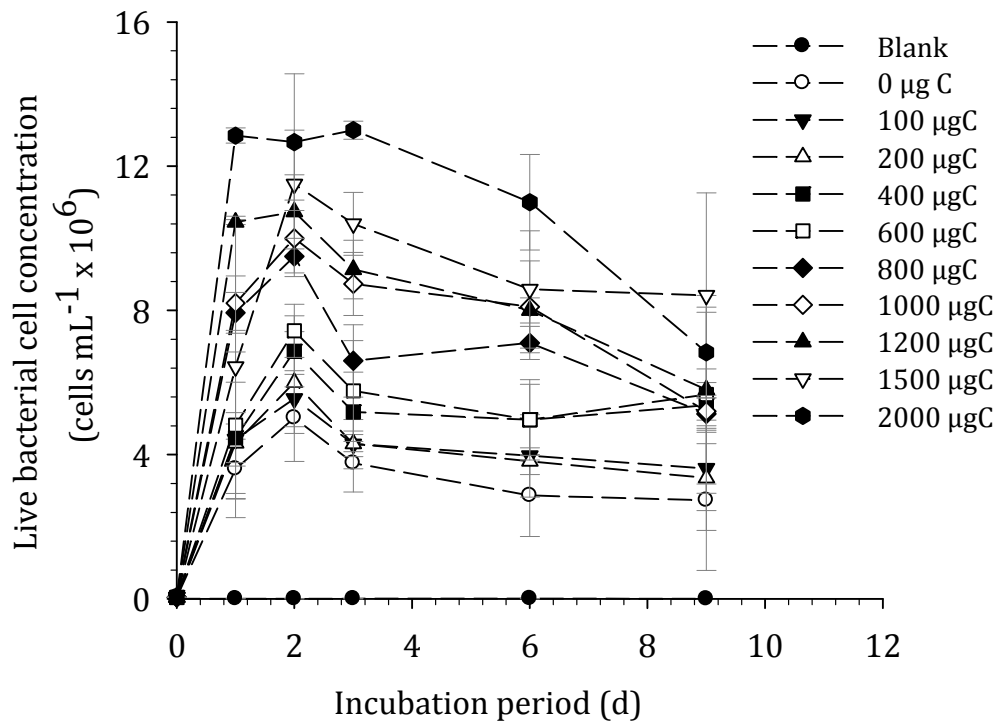 Live bacterial cell concentration
(cells mL⁻¹ x 10⁶)
16
12
8
4
0
0 2 4 6 8 10 12
Incubation period (d)
Blank
0 µg C
100 µgC
200 µgC
400 µgC
600 µgC
800 µgC
1000 µgC
1200 µgC
1500 µgC
2000 µgC